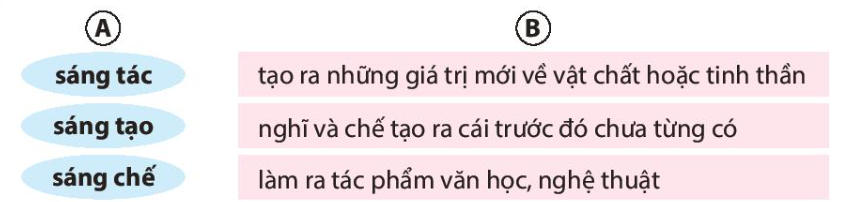 A B
sáng tác tạo ra những giá trị mới về vật chất hoặc tinh thần
sáng tạo nghĩ và chế tạo ra cái trước đó chưa từng có
sáng chế làm ra tác phẩm văn học, nghệ thuật